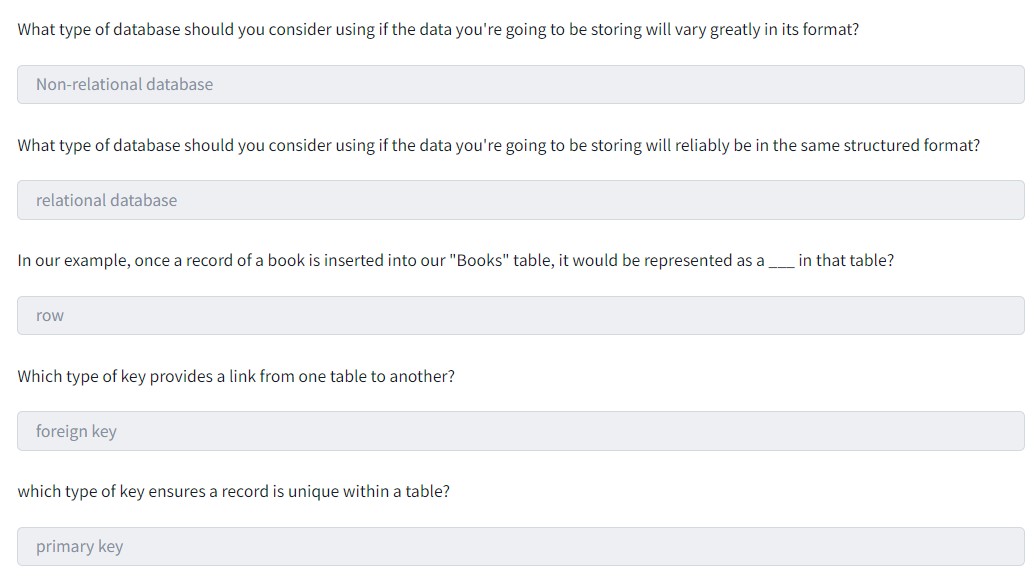 What type of database should you consider using if the data you're going to be storing will vary greatly in its format?
Non-relational database
What type of database should you consider using if the data you're going to be storing will reliably be in the same structured format?
relational database
In our example, once a record of a book is inserted into our "Books" table, it would be represented as a ___ in that table?
row
Which type of key provides a link from one table to another?
foreign key
which type of key ensures a record is unique within a table?
primary key